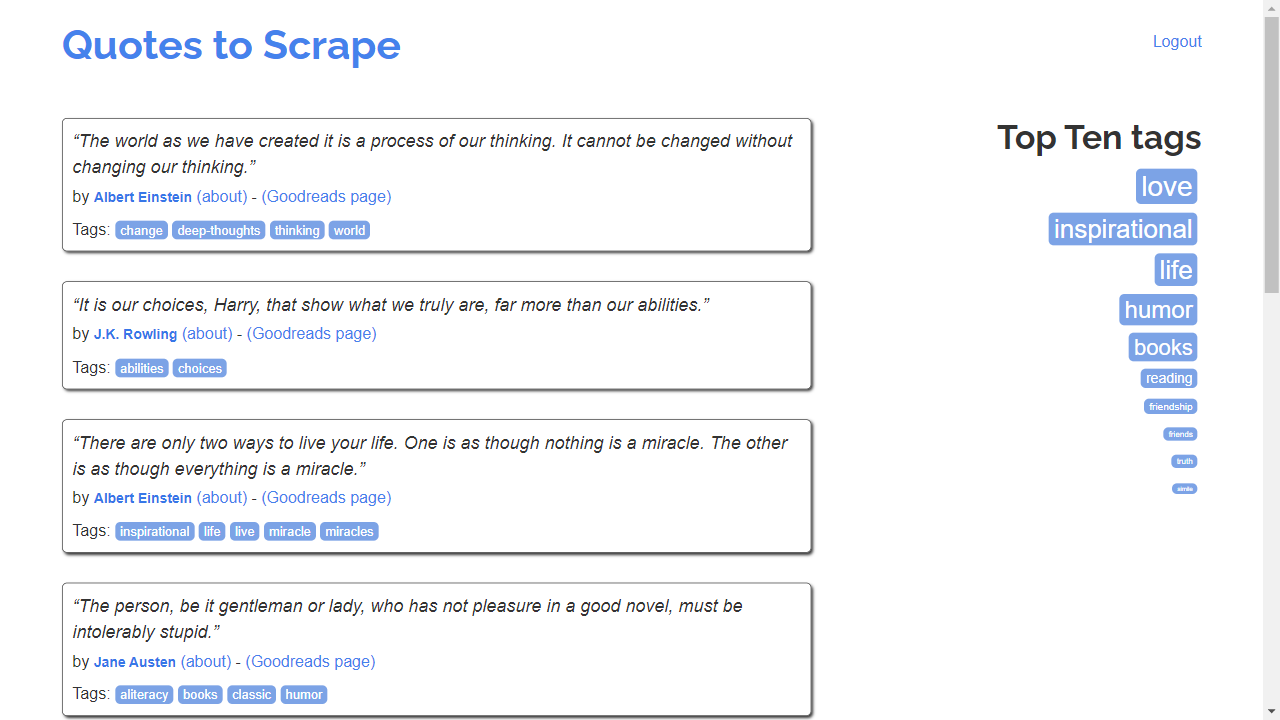 Quotes to Scrape
Logout
“The world as we have created it is a process of our thinking. It cannot be changed without
changing our thinking.”
by Albert Einstein (about) - (Goodreads page)
Tags: change deep-thoughts thinking world
“It is our choices, Harry, that show what we truly are, far more than our abilities.”
by J.K. Rowling (about) - (Goodreads page)
Tags: abilities choices
“There are only two ways to live your life. One is as though nothing is a miracle. The other
is as though everything is a miracle.”
by Albert Einstein (about) - (Goodreads page)
Tags: inspirational life live miracle miracles
“The person, be it gentleman or lady, who has not pleasure in a good novel, must be
intolerably stupid.”
by Jane Austen (about) - (Goodreads page)
Tags: aliteracy books classic humor
Top Ten tags
love
inspirational
life
humor
books
reading
friendship
friends
truth
simile